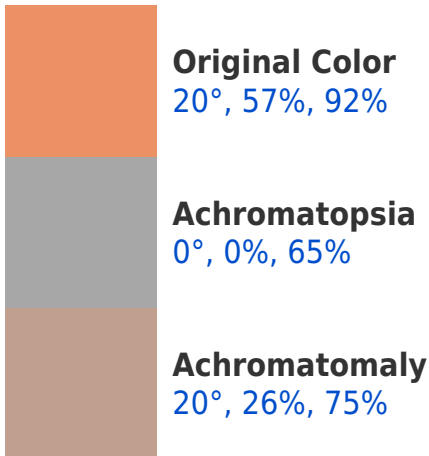 Original Color
20°, 57%, 92%
Achromatopsia
0°, 0%, 65%
Achromatomaly
20°, 26%, 75%